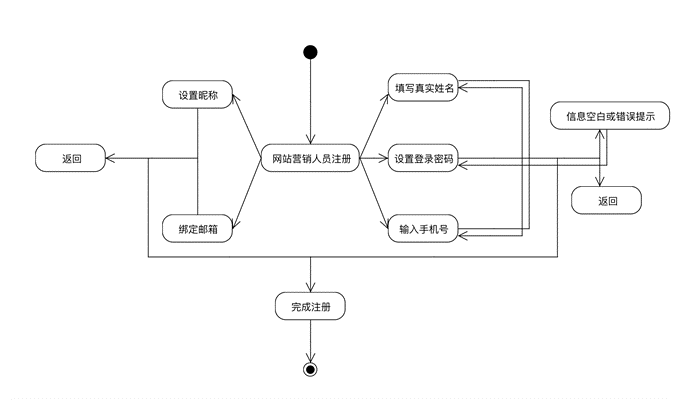 设置昵称
填写真实姓名
信息空白或错误提示
返回
网站营销人员注册
设置登录密码
返回
绑定邮箱
输入手机号
完成注册